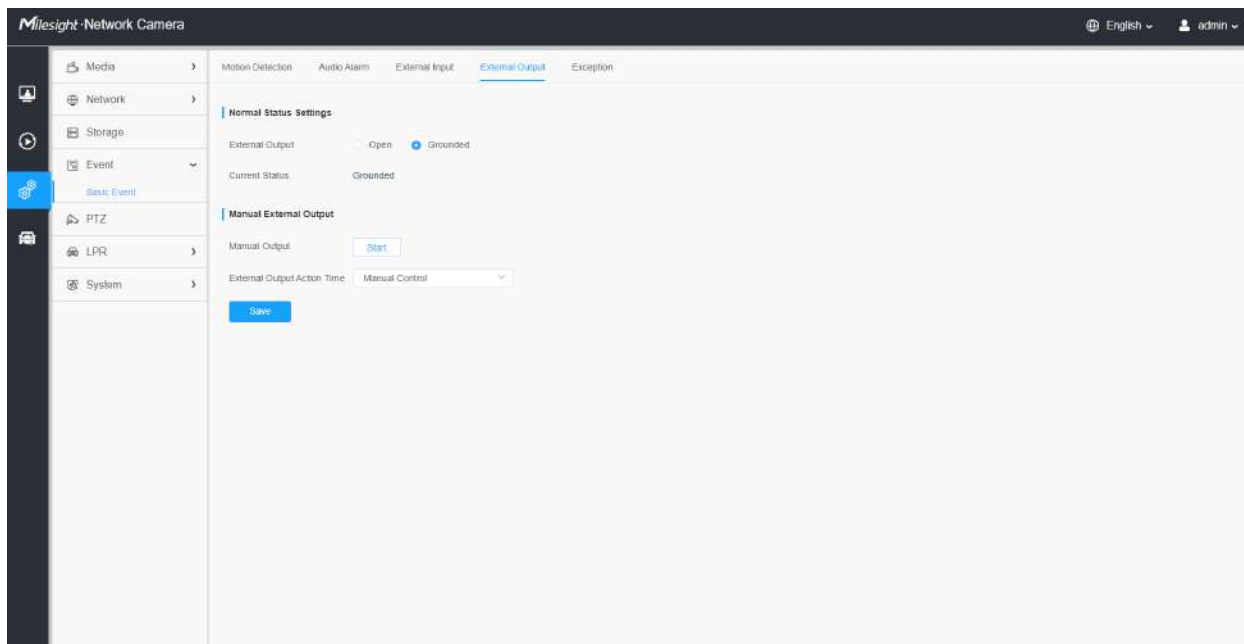 Milesight · Network Camera
English
admin
Media
Network
Storage
Event
Basic Event
PTZ
LPR
System
Motion Detection Audio Alarm External Input External Output Exception
Normal Status Settings
External Output Open Grounded
Current Status Grounded
Manual External Output
Manual Output Start
External Output Action Time Manual Control
Save